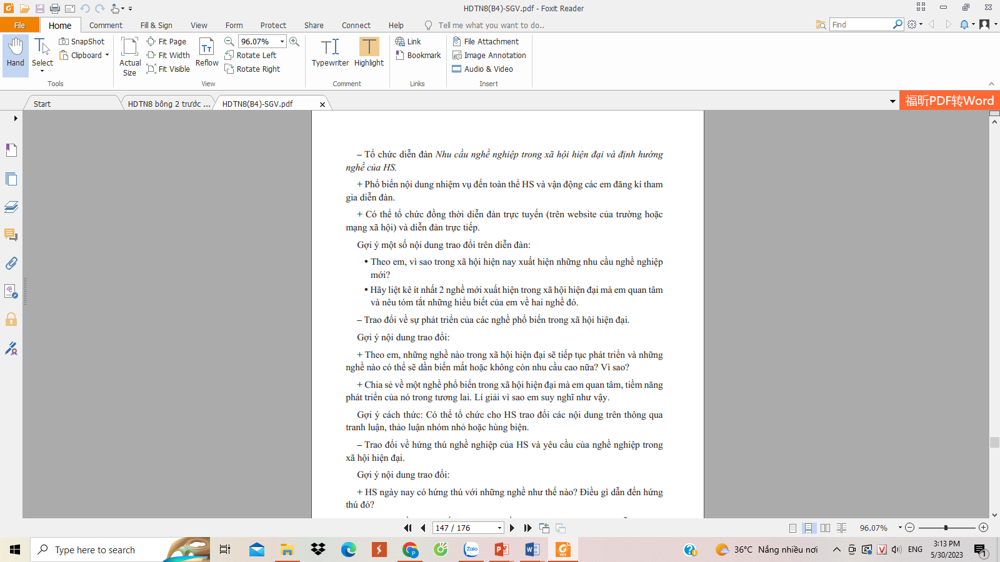 HDTN8(B4)-SGV.pdf - Foxit Reader
File Home Comment Fill & Sign View Form Protect Share Connect Help Tell me what you want to do.. Find
Hand
Select
SnapShot
Clipboard
Tools
Actual Size
Fit Page
Fit Width
Fit Visible
Reflow
96.07%
Rotate Left
Rotate Right
View
Typewriter Highlight
Comment
Link
Bookmark
Links
File Attachment
Image Annotation
Audio & Video
Insert
Start HDTN8 bông 2 trước ... HDTN8(B4)-SGV.pdf 福昕PDF转Word
– Tổ chức diễn đàn Nhu cầu nghề nghiệp trong xã hội hiện đại và định hướng
nghề của HS.
+ Phổ biến nội dung nhiệm vụ đến toàn thể HS và vận động các em đăng kí tham
gia diễn đàn.
+ Có thể tổ chức đồng thời diễn đàn trực tuyến (trên website của trường hoặc
mạng xã hội) và diễn đàn trực tiếp.
Gợi ý một số nội dung trao đổi trên diễn đàn:
• Theo em, vì sao trong xã hội hiện nay xuất hiện những nhu cầu nghề nghiệp
mới?
• Hãy liệt kê ít nhất 2 nghề mới xuất hiện trong xã hội hiện đại mà em quan tâm
và nêu tóm tắt những hiểu biết của em về hai nghề đó.
– Trao đổi về sự phát triển của các nghề phổ biến trong xã hội hiện đại.
Gợi ý nội dung trao đổi:
+ Theo em, những nghề nào trong xã hội hiện đại sẽ tiếp tục phát triển và những
nghề nào có thể sẽ dần biến mất hoặc không còn nhu cầu cao nữa? Vì sao?
+ Chia sẻ về một nghề phổ biến trong xã hội hiện đại mà em quan tâm, tiềm năng
phát triển của nó trong tương lai. Lí giải vì sao em suy nghĩ như vậy.
Gợi ý cách thức: Có thể tổ chức cho HS trao đổi các nội dung trên thông qua
tranh luận, thảo luận nhóm nhỏ hoặc hùng biện.
– Trao đổi về hứng thú nghề nghiệp của HS và yêu cầu của nghề nghiệp trong
xã hội hiện đại.
Gợi ý nội dung trao đổi:
+ HS ngày nay có hứng thú với những nghề như thế nào? Điều gì dẫn đến hứng
thú đó?
147 / 176 96.07%
Type here to search Zalo 36°C Nắng nhiều nơi ENG 3:13 PM
5/30/2023 1